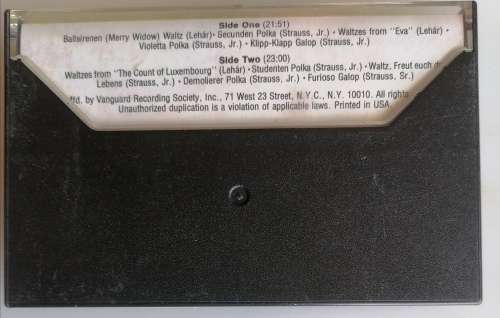 Side One (21:51)
Ballsirenen (Merry Widow) Waltz (Lehár)• Secunden Polka (Strauss, Jr.) • Waltzes from "Eva" (Lehár) •
Violetta Polka (Strauss, Jr.) • Klipp-Klapp Galop (Strauss, Jr.)
Side Two (23:00)
Waltzes from "The Count of Luxembourg" (Lehár) • Studenten Polka (Strauss, Jr.) • Waltz, Freut euch
Lebens (Strauss, Jr.) • Demolierer Polka (Strauss, Jr.) • Furioso Galop (Strauss, Sr.)
by Vanguard Recording Society, Inc., 71 West 23 Street, N.Y.C., N.Y. 10010. All rights
Unauthorized duplication is a violation of applicable laws. Printed in USA.